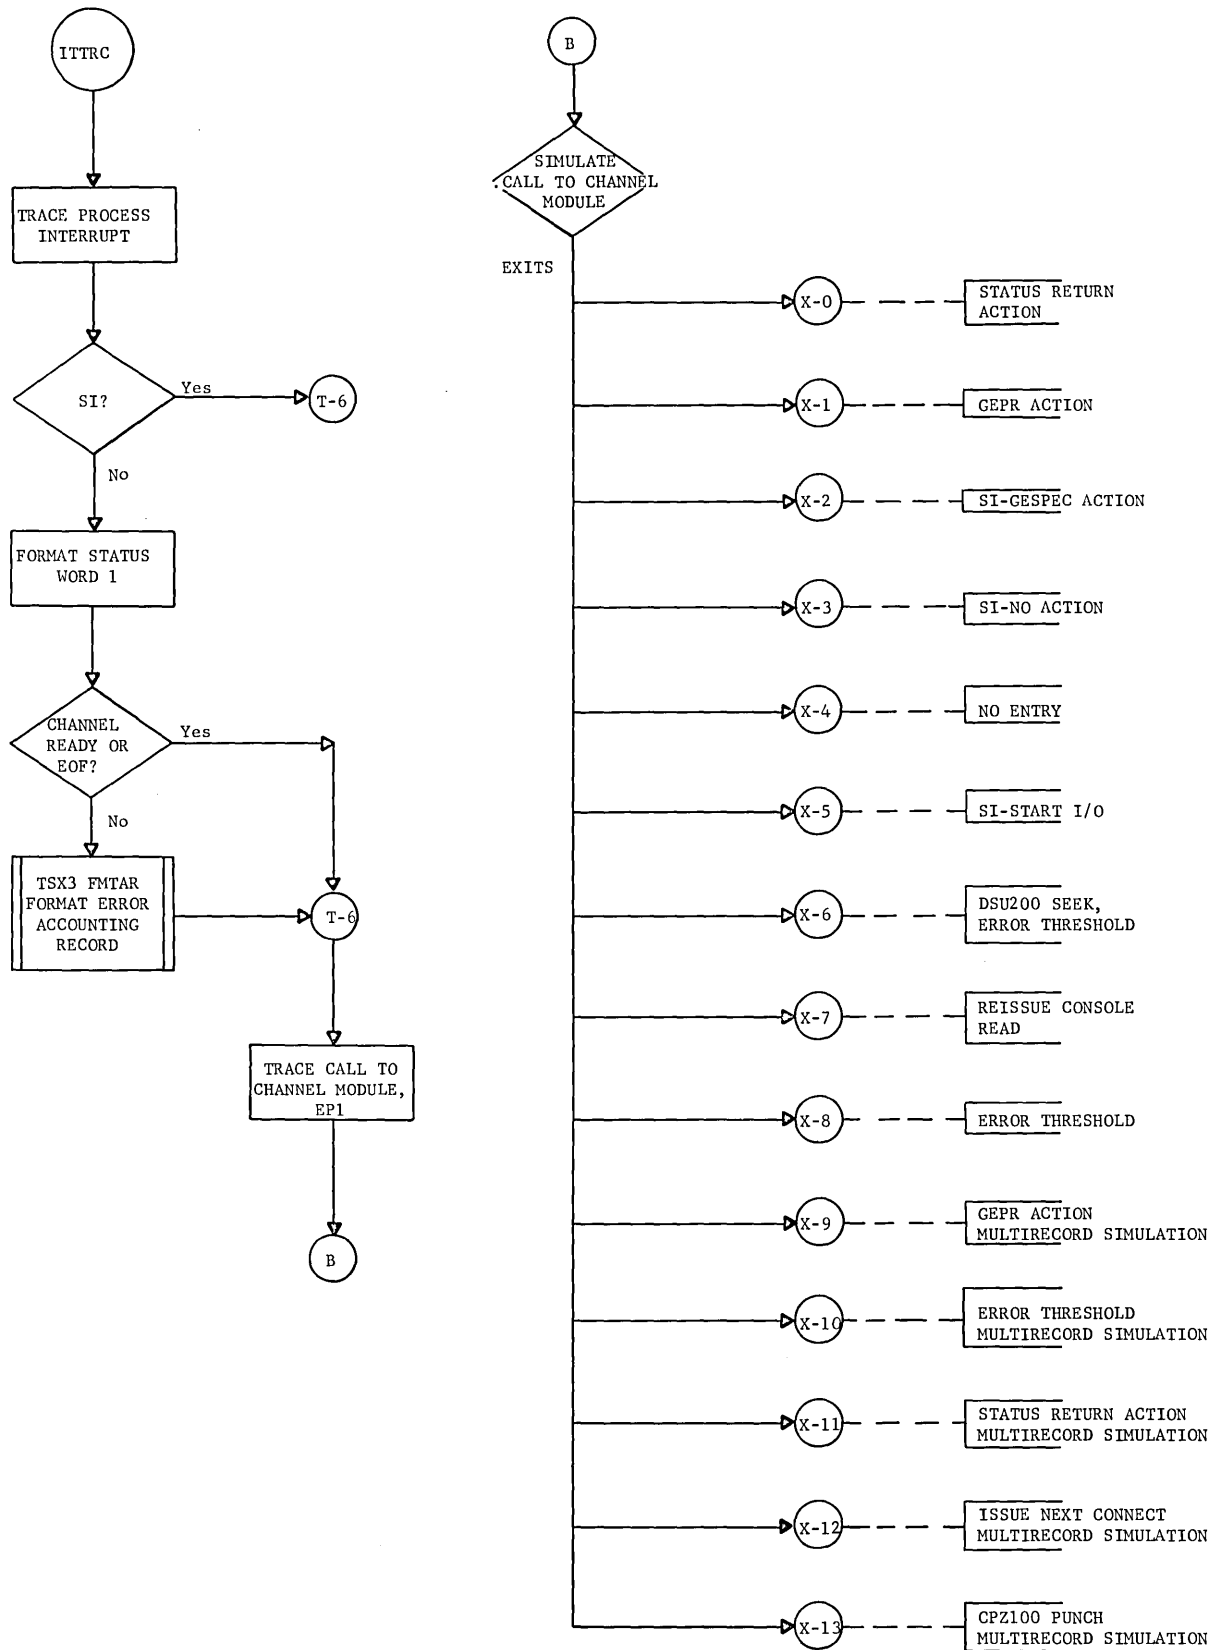 ITTRC
TRACE PROCESS
INTERRUPT
SI?
Yes
T-6
No
FORMAT STATUS
WORD 1
CHANNEL
READY OR
EOF?
Yes
No
TSX3 FMTAR
FORMAT ERROR
ACCOUNTING
RECORD
T-6
TRACE CALL TO
CHANNEL MODULE,
EP1
B
B
SIMULATE
CALL TO CHANNEL
MODULE
EXITS
X-0
STATUS RETURN
ACTION
X-1
GEPR ACTION
X-2
SI-GESPEC ACTION
X-3
SI-NO ACTION
X-4
NO ENTRY
X-5
SI-START I/O
X-6
DSU200 SEEK,
ERROR THRESHOLD
X-7
REISSUE CONSOLE
READ
X-8
ERROR THRESHOLD
X-9
GEPR ACTION
MULTIRECORD SIMULATION
X-10
ERROR THRESHOLD
MULTIRECORD SIMULATION
X-11
STATUS RETURN ACTION
MULTIRECORD SIMULATION
X-12
ISSUE NEXT CONNECT
MULTIRECORD SIMULATION
X-13
CPZ100 PUNCH
MULTIRECORD SIMULATION